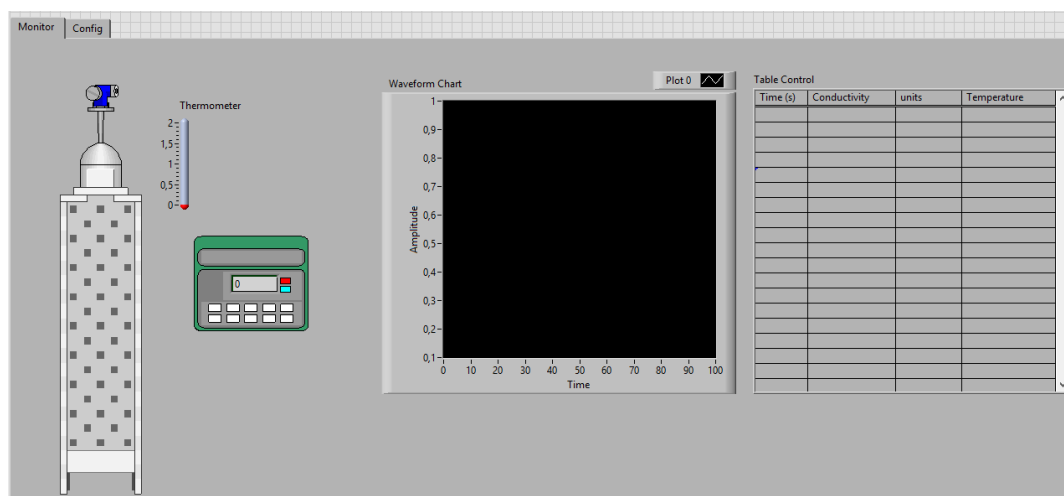 Monitor
Config
Thermometer
2
1,5
1
0,5
0
0
Waveform Chart
Plot 0
Amplitude
1
0,9
0,8
0,7
0,6
0,5
0,4
0,3
0,2
0,1
0 10 20 30 40 50 60 70 80 90 100
Time
Table Control
Time (s) Conductivity units Temperature